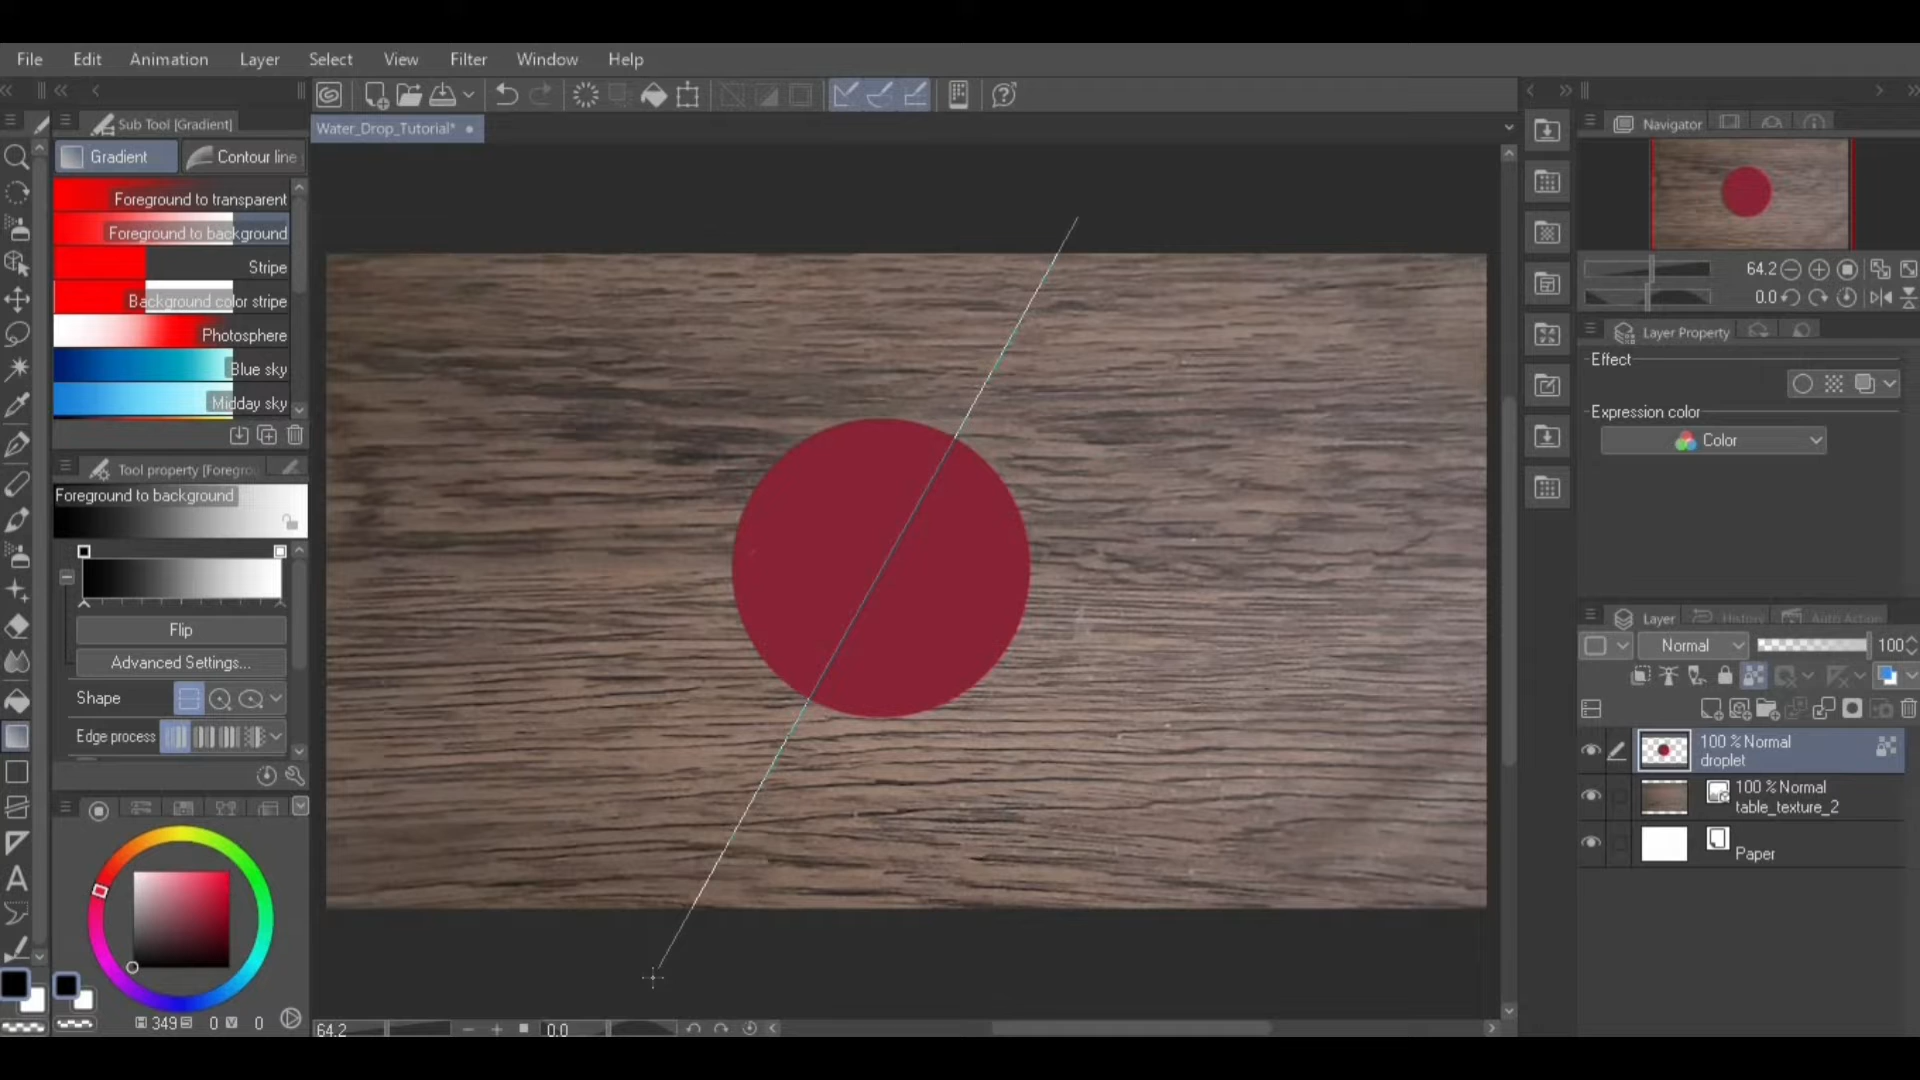 File Edit Animation Layer Select View Filter Window Help
Sub Tool [Gradient]
Gradient
Contour line
Foreground to transparent
Foreground to background
Stripe
Background color stripe
Photosphere
Blue sky
Midday sky
Tool property [Foregro
Foreground to background
Flip
Advanced Settings...
Shape
Edge process
349 0 0
Water_Drop_Tutorial*
64.2
0.0
Navigator
64.2
0.0
Layer Property
Effect
Expression color
Color
Layer
History
Auto Action
Normal
100
100 % Normal
droplet
100 % Normal
table_texture_2
Paper